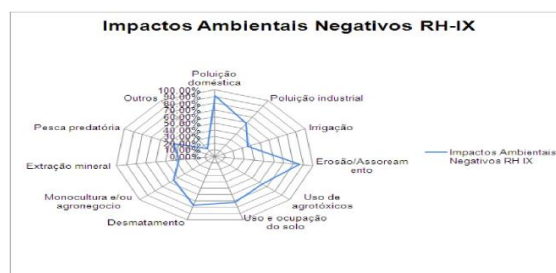 Impactos Ambientais Negativos RH-IX
Poluição
doméstica
100,00%
90,00%
80,00%
70,00%
60,00%
50,00%
40,00%
30,00%
20,00%
10,00%
0,00%
Poluição industrial
Irrigação
Erosão/Assoream
ento
Uso de
agrotóxicos
Uso e ocupação
do solo
Desmatamento
Monocultura e/ou
agronegocio
Extração mineral
Pesca predatória
Outros
Impactos Ambientais
Negativos RH IX